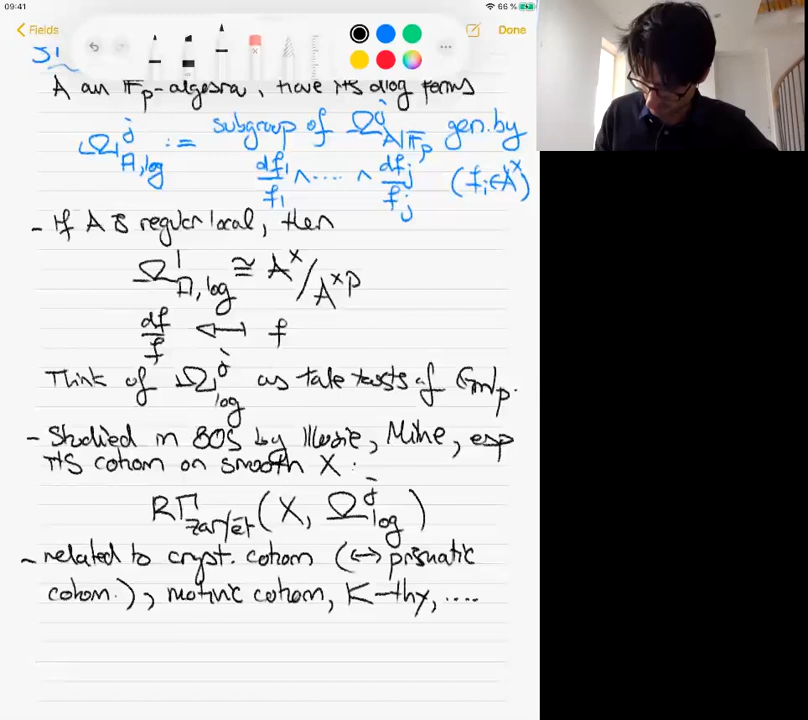 09:41
66 %
Fields
Done
§1
A an 𝔽p-algebra, have its dlog forms
Ω^j_{A,log} := subgroup of Ω^j_{A|𝔽p} gen. by
df₁/f₁ ∧ .... ∧ df_j/f_j (f_i ∈ A^×)
- If A is regular local, then
Ω^1_{A,log} ≅ A^×/A^{×p}
df/f ↤ f
Think of Ω^j_{log} as Tate twists of 𝔾m/p.
- Studied in 80s by Illusie, Milne, esp
its cohom on smooth X :
RΓ_{zar/ét}(X, Ω^j_{log})
- related to cryst. cohom (↔ prismatic
cohom.), motivic cohom, K-thy, ....